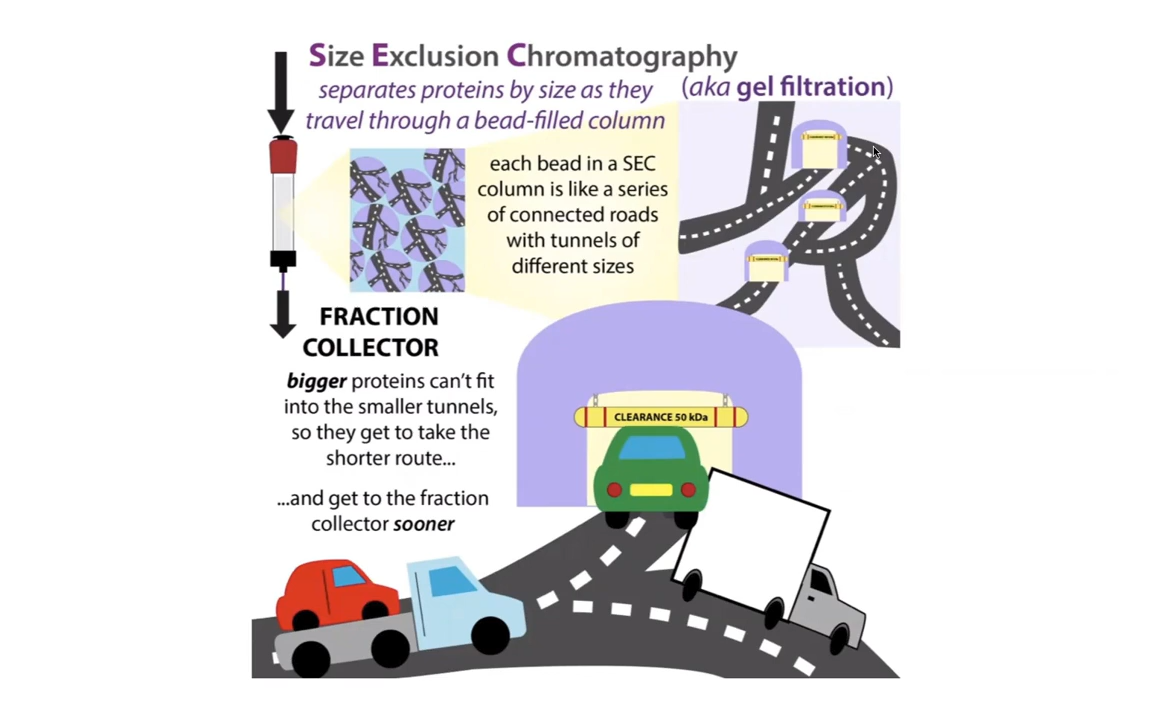 Size Exclusion Chromatography
separates proteins by size as they
travel through a bead-filled column
(aka gel filtration)
each bead in a SEC
column is like a series
of connected roads
with tunnels of
different sizes
FRACTION
COLLECTOR
bigger proteins can't fit
into the smaller tunnels,
so they get to take the
shorter route...
...and get to the fraction
collector sooner
CLEARANCE 50 kDa